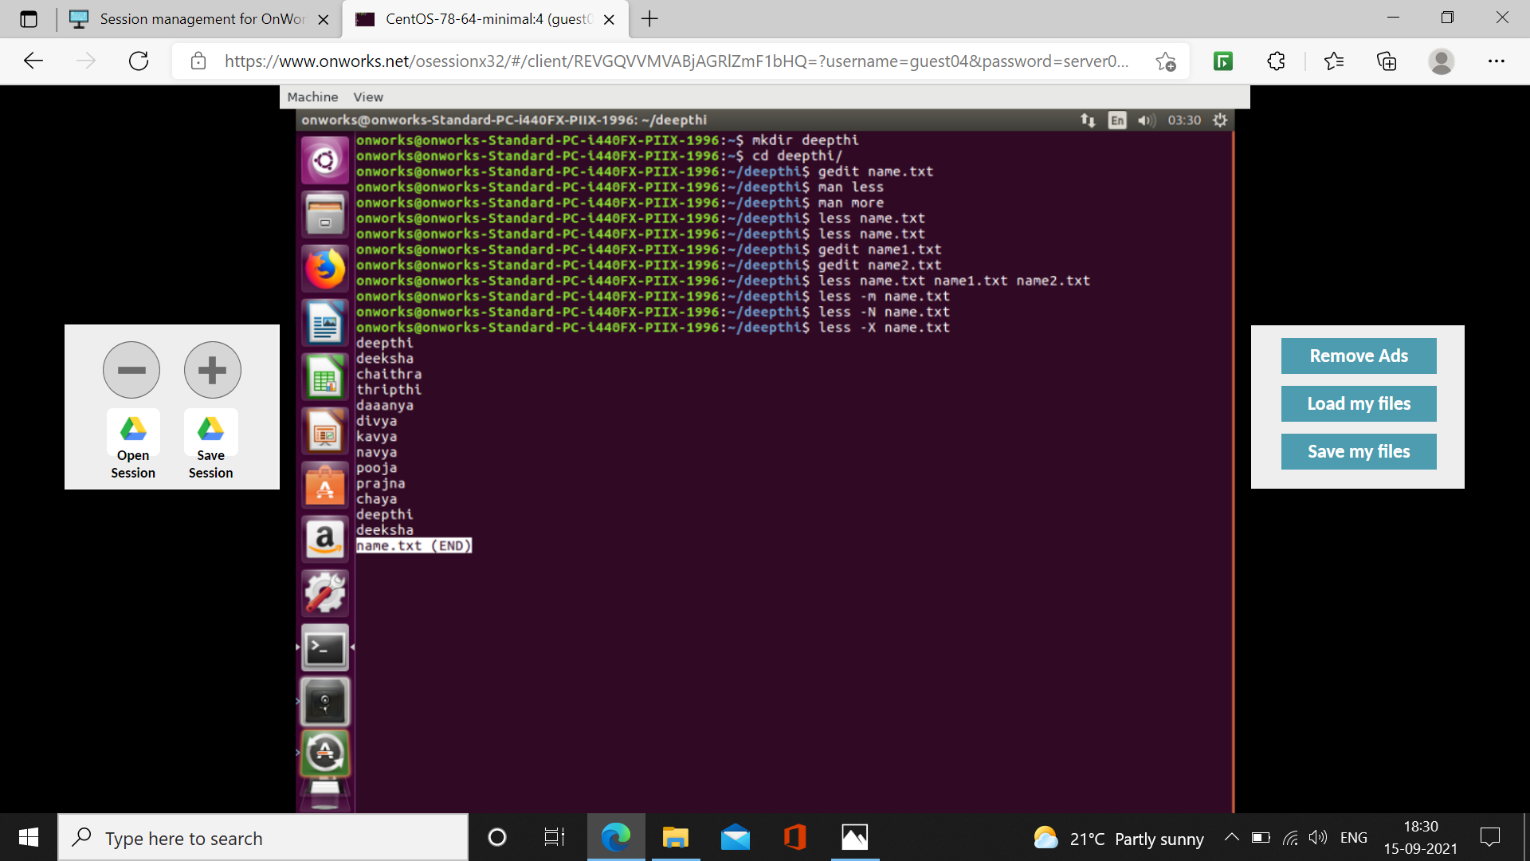 Session management for OnWor
CentOS-78-64-minimal:4 (guest0
https://www.onworks.net/osessionx32/#/client/REVGQVVMVABjAGRlZmF1bHQ=?username=guest04&password=server0...
Machine View
onworks@onworks-Standard-PC-i440FX-PIIX-1996: ~/deepthi
En
03:30
onworks@onworks-Standard-PC-i440FX-PIIX-1996:~$ mkdir deepthi
onworks@onworks-Standard-PC-i440FX-PIIX-1996:~$ cd deepthi/
onworks@onworks-Standard-PC-i440FX-PIIX-1996:~/deepthi$ gedit name.txt
onworks@onworks-Standard-PC-i440FX-PIIX-1996:~/deepthi$ man less
onworks@onworks-Standard-PC-i440FX-PIIX-1996:~/deepthi$ man more
onworks@onworks-Standard-PC-i440FX-PIIX-1996:~/deepthi$ less name.txt
onworks@onworks-Standard-PC-i440FX-PIIX-1996:~/deepthi$ less name.txt
onworks@onworks-Standard-PC-i440FX-PIIX-1996:~/deepthi$ gedit name1.txt
onworks@onworks-Standard-PC-i440FX-PIIX-1996:~/deepthi$ gedit name2.txt
onworks@onworks-Standard-PC-i440FX-PIIX-1996:~/deepthi$ less name.txt name1.txt name2.txt
onworks@onworks-Standard-PC-i440FX-PIIX-1996:~/deepthi$ less -m name.txt
onworks@onworks-Standard-PC-i440FX-PIIX-1996:~/deepthi$ less -N name.txt
onworks@onworks-Standard-PC-i440FX-PIIX-1996:~/deepthi$ less -X name.txt
deepthi
deeksha
chaithra
thripthi
daaanya
divya
kavya
navya
pooja
prajna
chaya
deepthi
deeksha
name.txt (END)
Open
Session
Save
Session
Remove Ads
Load my files
Save my files
Type here to search
21°C Partly sunny
ENG
18:30
15-09-2021